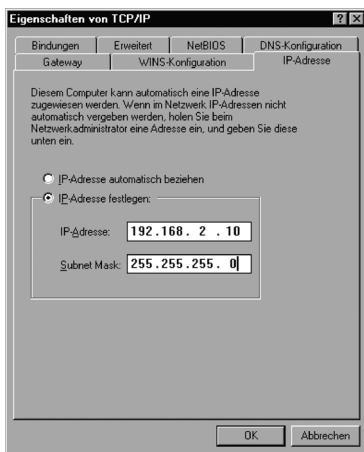 Eigenschaften von TCP/IP
Bindungen Erweitert NetBIOS DNS-Konfiguration
Gateway WINS-Konfiguration IP-Adresse
Diesem Computer kann automatisch eine IP-Adresse
zugewiesen werden. Wenn im Netzwerk IP-Adressen nicht
automatisch vergeben werden, holen Sie beim
Netzwerkadministrator eine Adresse ein, und geben Sie diese
unten ein.
IP-Adresse automatisch beziehen
IP-Adresse festlegen:
IP-Adresse: 192.168. 2 . 10
Subnet Mask: 255.255.255. 0
OK Abbrechen